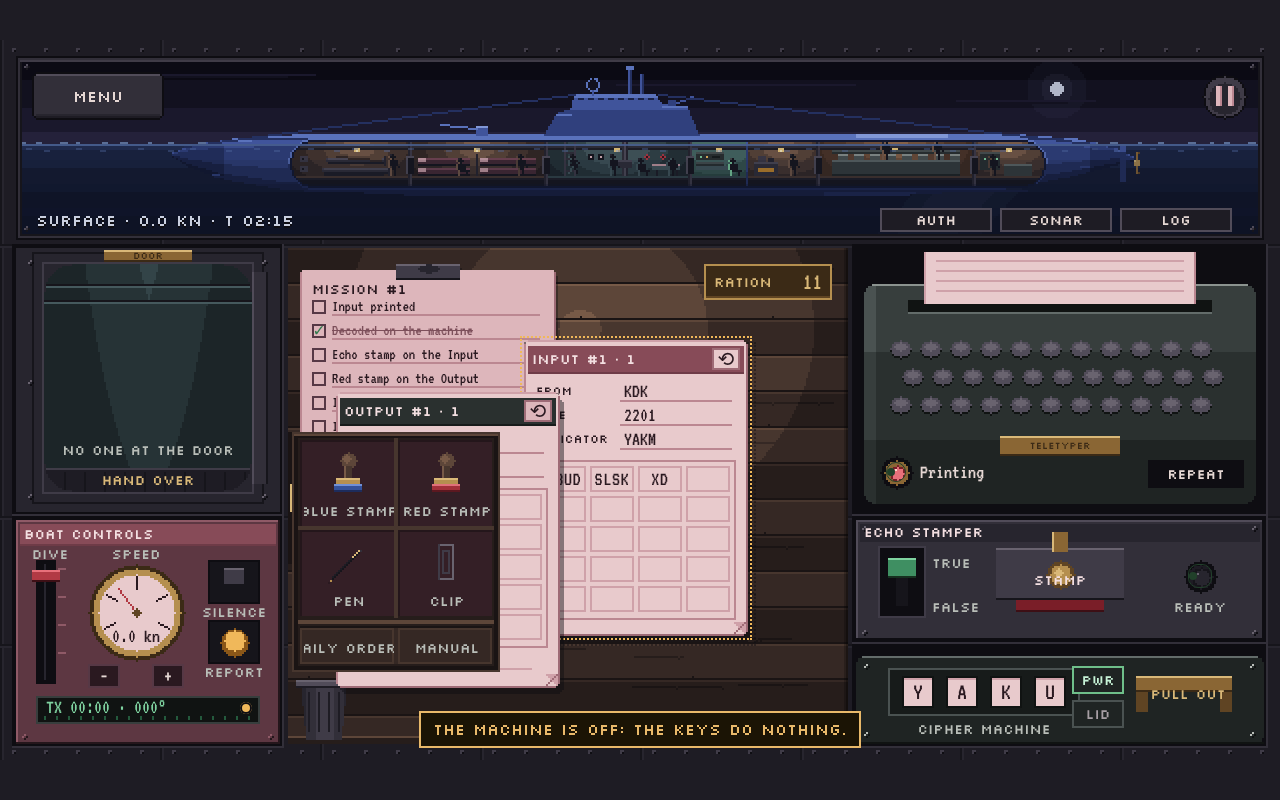 MENU
SURFACE · 0.0 KN · T 02:15
AUTH
SONAR
LOG
DOOR
NO ONE AT THE DOOR
HAND OVER
MISSION #1
Input printed
Decoded on the machine
Echo stamp on the Input
Red stamp on the Output
RATION 11
INPUT #1 · 1
FROM KDK
2201
YAKM
SLSK XD
OUTPUT #1 · 1
BLUE STAMP
RED STAMP
PEN
CLIP
AILY ORDER
MANUAL
TELETYPER
Printing
REPEAT
BOAT CONTROLS
DIVE
SPEED
0.0 kn
- +
SILENCE
REPORT
TX 00:00 · 000°
ECHO STAMPER
TRUE
FALSE
STAMP
READY
Y A K U
PWR
LID
PULL OUT
CIPHER MACHINE
THE MACHINE IS OFF: THE KEYS DO NOTHING.